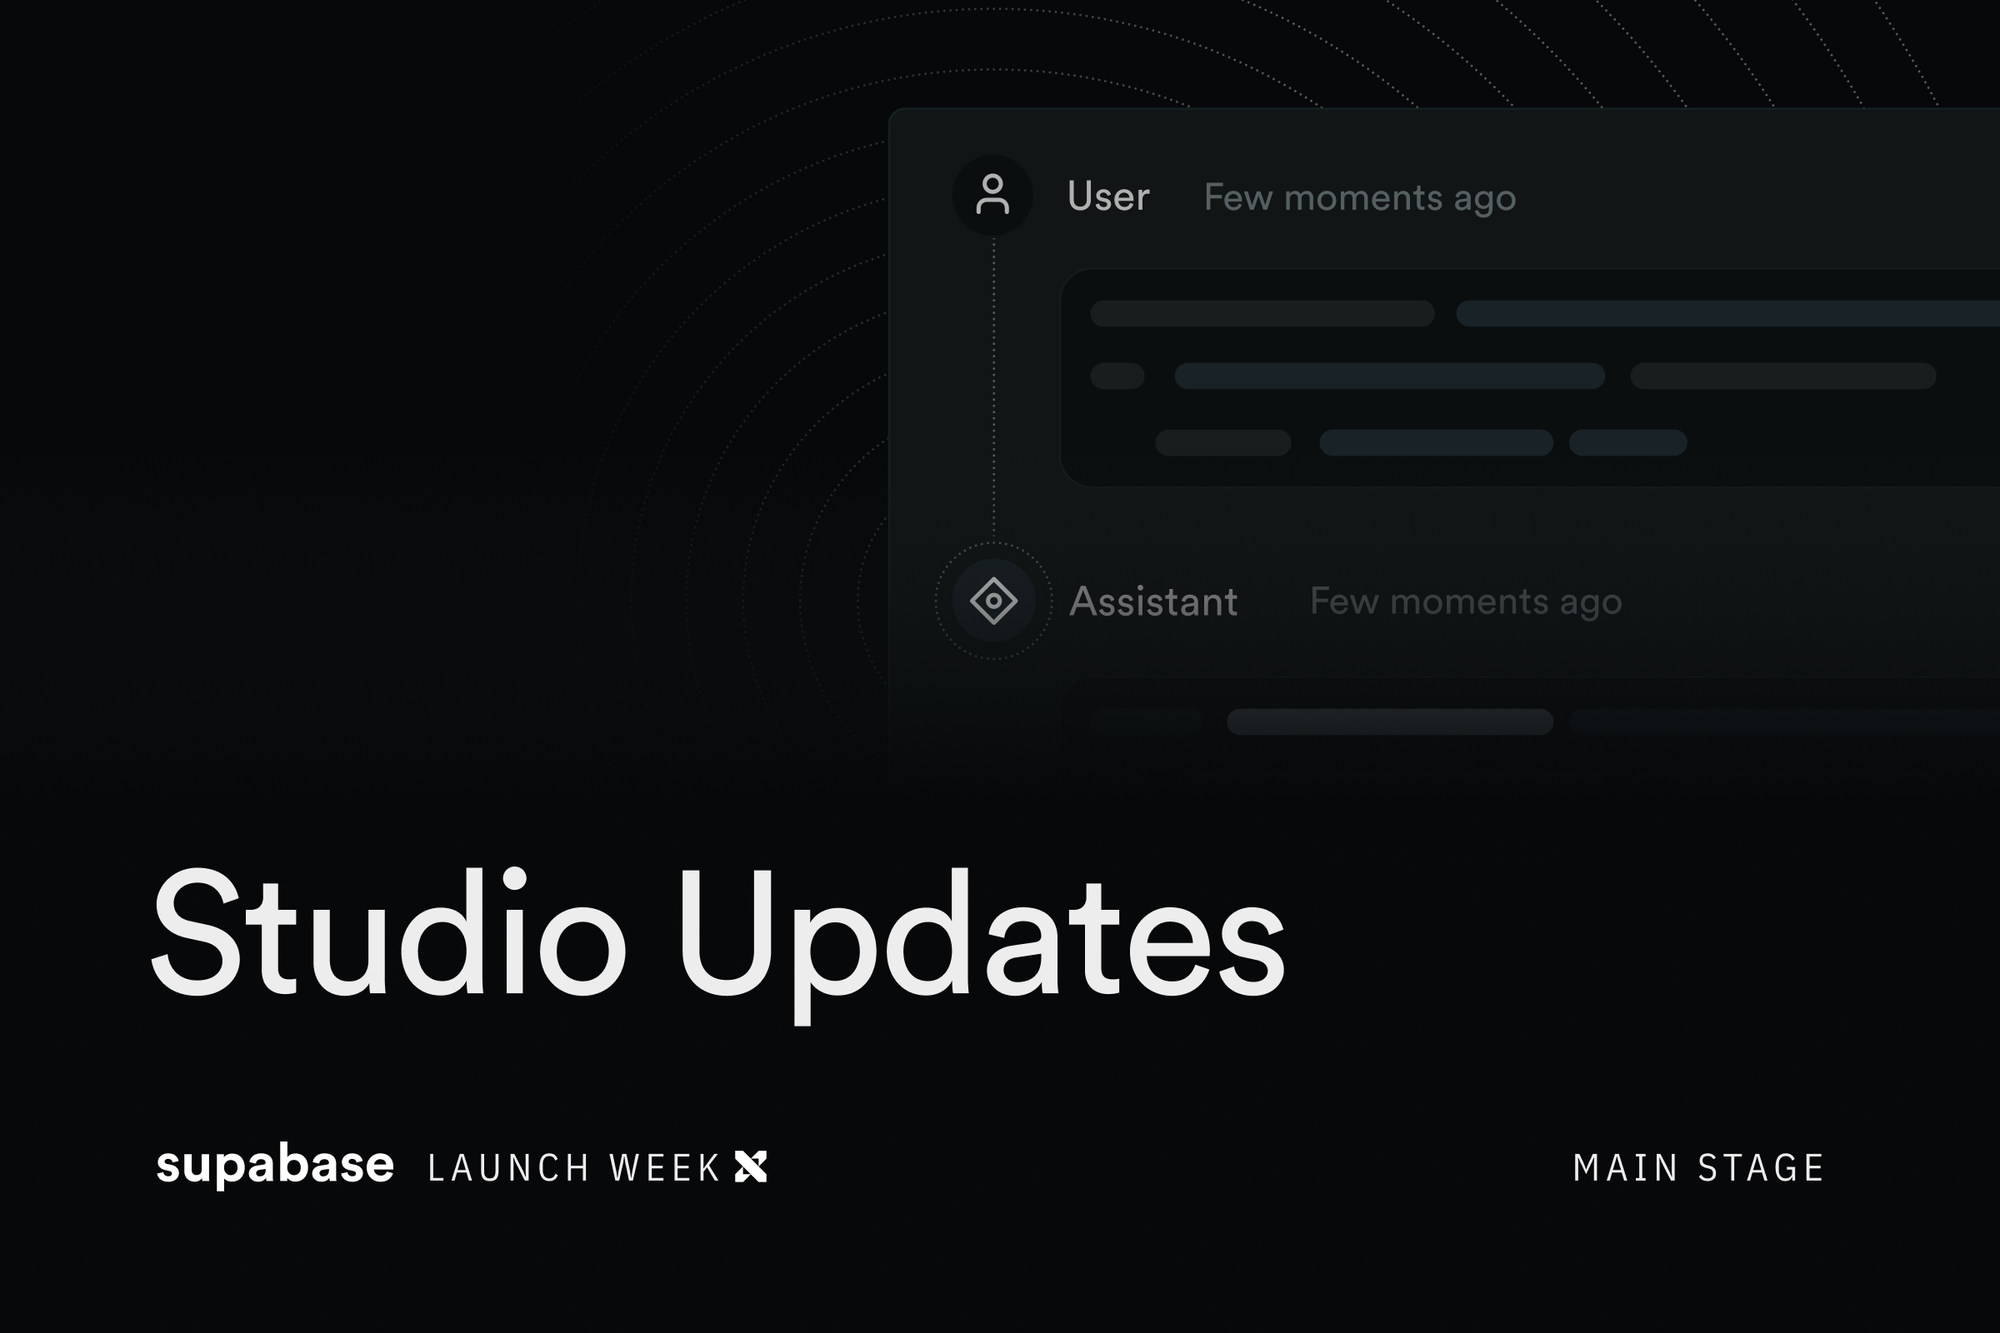 User Few moments ago
Assistant Few moments ago
Studio Updates
supabase LAUNCH WEEK X
MAIN STAGE